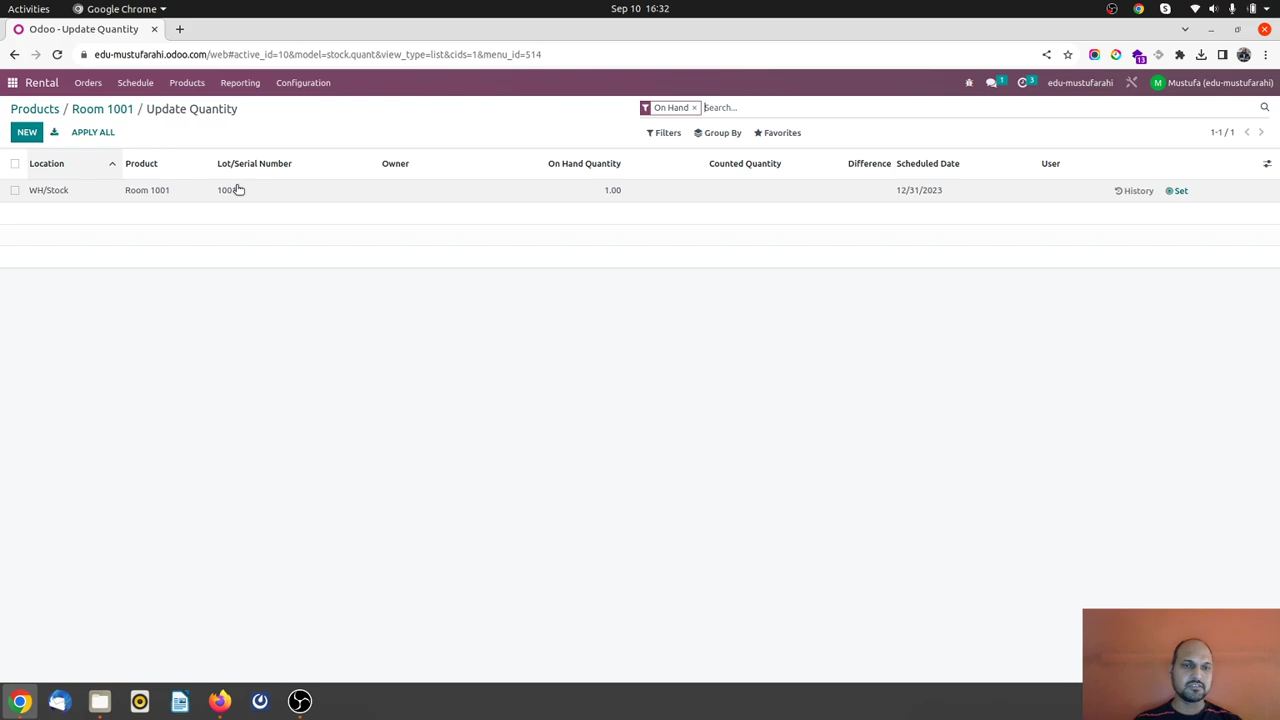 Activities
Google Chrome
Sep 10 16:32
Odoo - Update Quantity
edu-mustufarahi.odoo.com/web#active_id=10&model=stock.quant&view_type=list&cids=1&menu_id=514
13
Rental Orders Schedule Products Reporting Configuration
1 3 edu-mustufarahi M Mustufa (edu-mustufarahi)
Products / Room 1001 / Update Quantity
On Hand × Search...
NEW APPLY ALL
Filters Group By Favorites
1-1 / 1
Location Product Lot/Serial Number Owner On Hand Quantity Counted Quantity Difference Scheduled Date User
WH/Stock Room 1001 1.00 12/31/2023 History Set